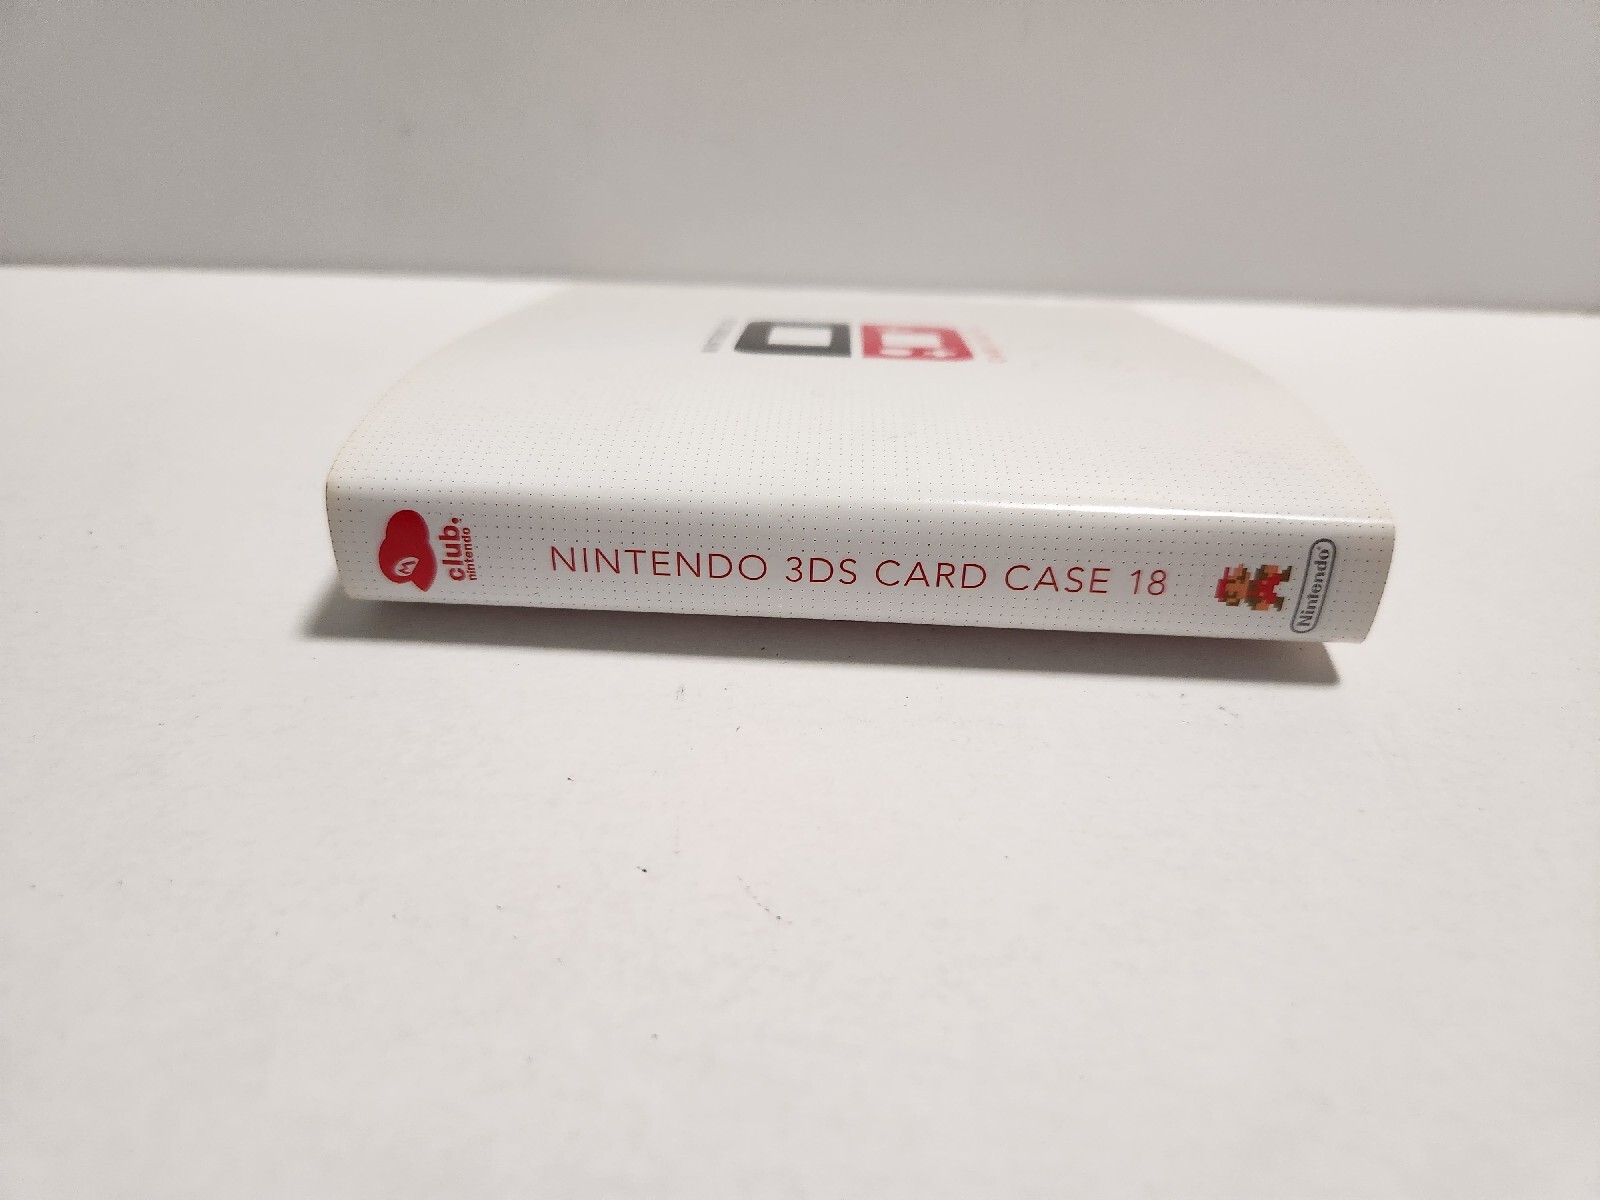 club
nintendo
NINTENDO 3DS CARD CASE 18
Nintendo